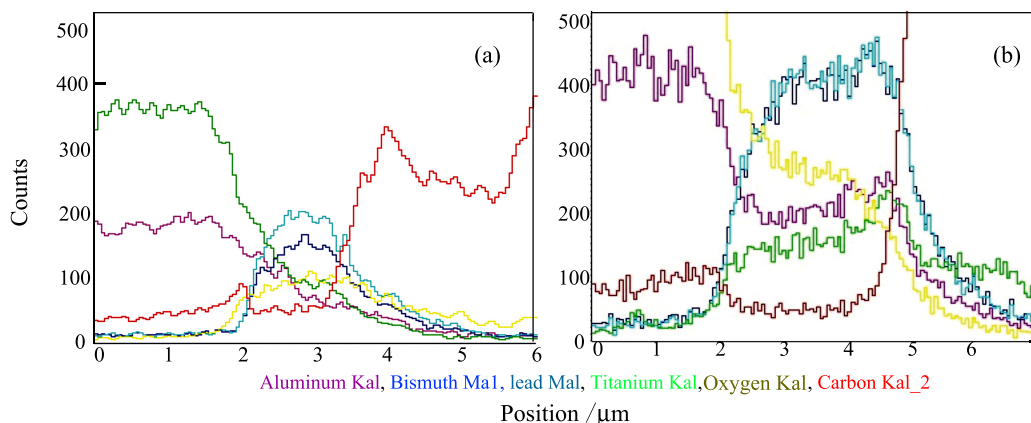 500
(a)
400
300
200
100
0
0 1 2 3 4 5 6
Counts
500
(b)
400
300
200
100
0
0 1 2 3 4 5 6
Aluminum Kal, Bismuth Ma1, lead Mal, Titanium Kal,Oxygen Kal, Carbon Kal_2
Position /μm